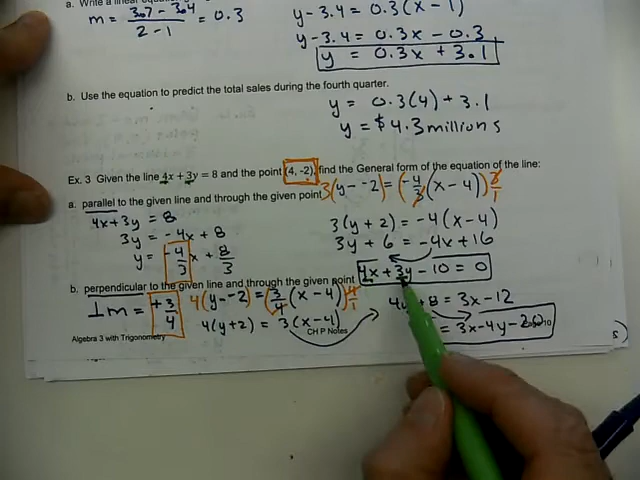 a. Write a linear equation
m = 3.7 - 3.4 / 2 - 1 = 0.3
y - 3.4 = 0.3(x - 1)
y - 3.4 = 0.3x - 0.3
y = 0.3x + 3.1
b. Use the equation to predict the total sales during the fourth quarter.
y = 0.3(4) + 3.1
y = $4.3 millions
Ex. 3 Given the line 4x + 3y = 8 and the point (4, -2), find the General form of the equation of the line:
a. parallel to the given line and through the given point
3(y - -2) = (-4/3 (x - 4)) 3/1
4x + 3y = 8
3(y + 2) = -4(x - 4)
3y = -4x + 8
3y + 6 = -4x + 16
y = -4/3 x + 8/3
4x + 3y - 10 = 0
b. perpendicular to the given line and through the given point
⊥m = +3/4
4(y - -2) = (3/4 (x - 4)) 4/1
4(y + 2) = 3(x - 4)
+ 8 = 3x - 12
= 3x - 4y - 20
Algebra 3 with Trigonometry
CH P Notes